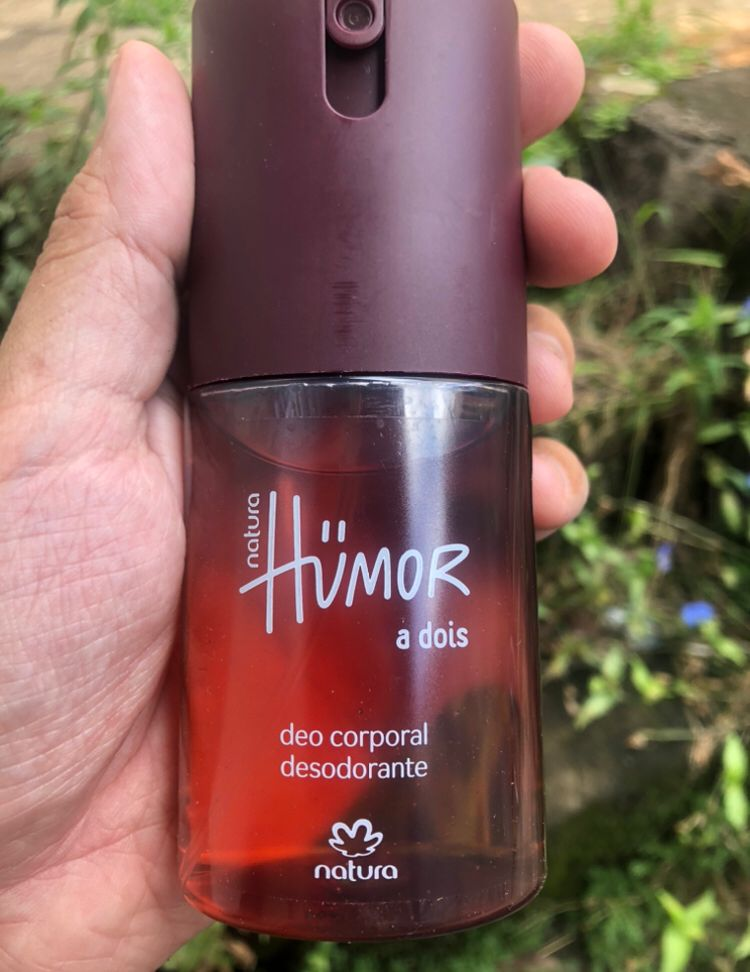 natura
HÜMOR
a dois
deo corporal
desodorante
natura